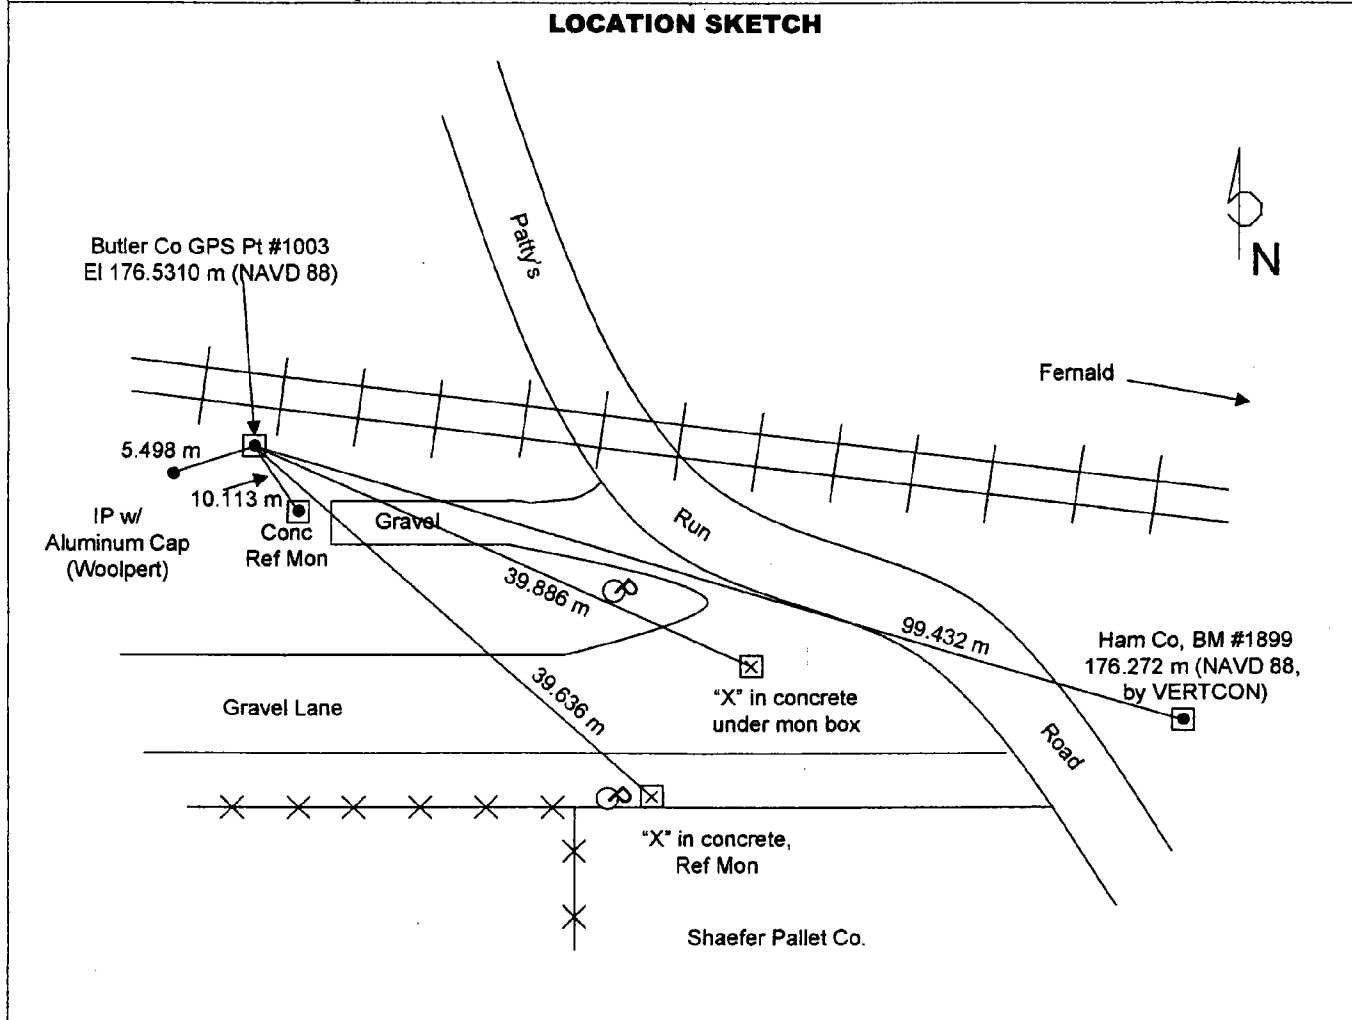 LOCATION SKETCH
Patty's
Butler Co GPS Pt #1003
El 176.5310 m (NAVD 88)
N
Fernald
5.498 m
10.113 m
IP w/
Aluminum Cap
(Woolpert)
Conc
Ref Mon
Gravel
Run
39.886 m
P
99.432 m
Ham Co, BM #1899
176.272 m (NAVD 88,
by VERTCON)
"X" in concrete
under mon box
39.636 m
Gravel Lane
Road
P
"X" in concrete,
Ref Mon
Shaefer Pallet Co.